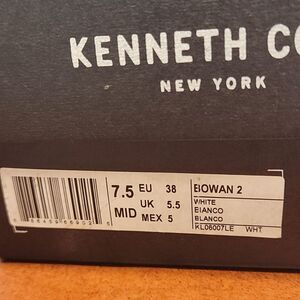 KENNETH CO
NEW YORK
7.5 EU 38 BOWAN 2
UK 5.5 WHITE
MID MEX 5 BIANCO
BLANCO
KL06007LE WHT